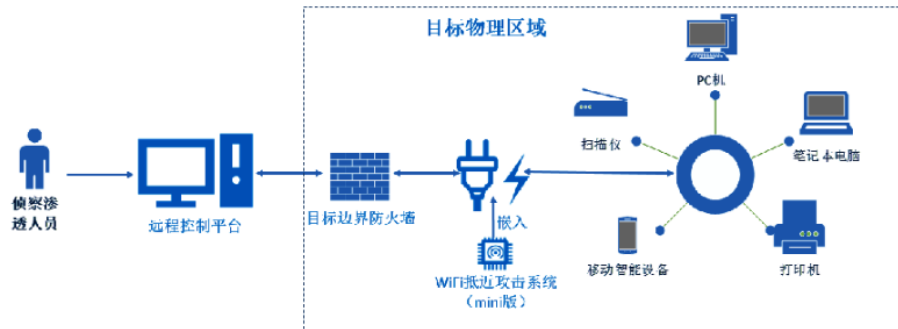 目标物理区域
PC机
扫描仪
笔记本电脑
侦察渗
透人员
远程控制平台
目标边界防火墙
嵌入
WiFi抵近攻击系统
（mini版）
移动智能设备
打印机